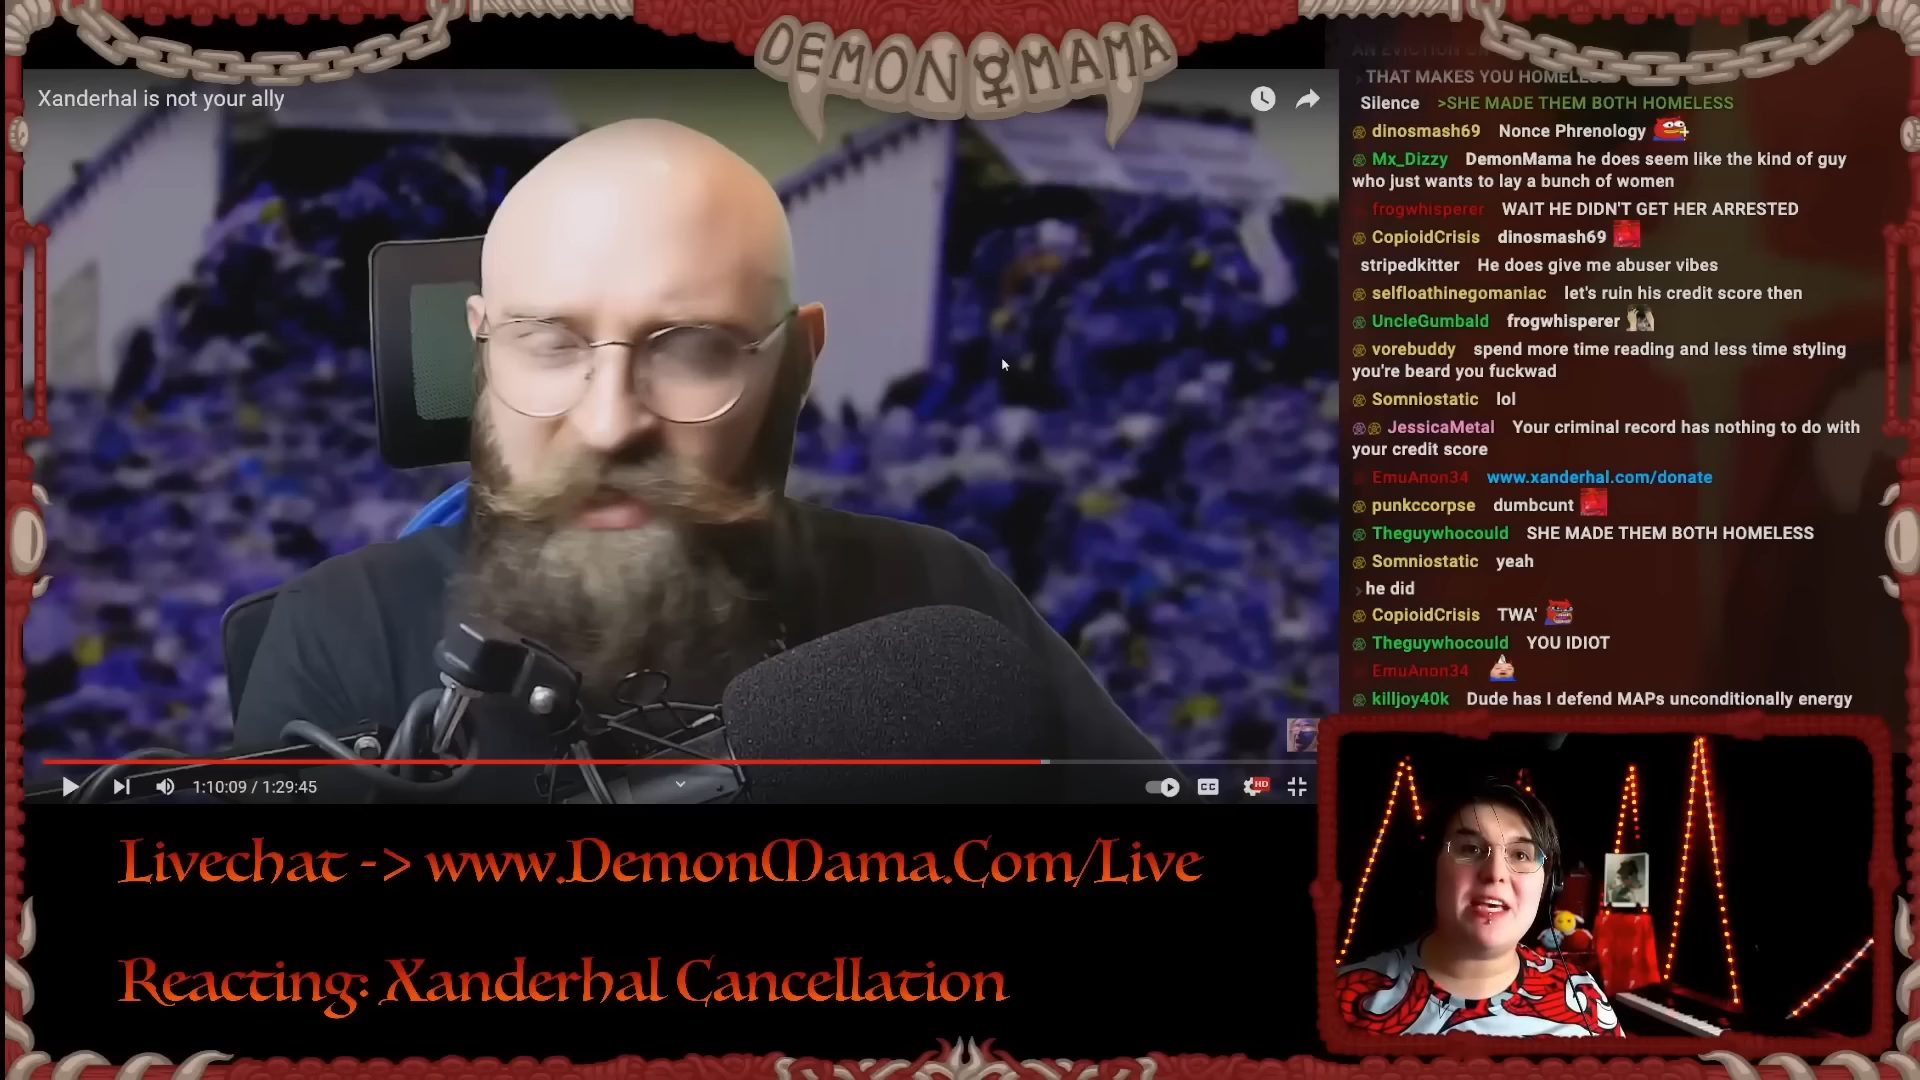 DEMON MAMA
Xanderhal is not your ally
THAT MAKES YOU
Silence >SHE MADE THEM BOTH HOMELESS
dinosmash69 Nonce Phrenology
Mx_Dizzy DemonMama he does seem like the kind of guy
who just wants to lay a bunch of women
frogwhisperer WAIT HE DIDN'T GET HER ARRESTED
CopioidCrisis dinosmash69
stripedkitter He does give me abuser vibes
selfloathinegomaniac let's ruin his credit score then
UncleGumbald frogwhisperer
vorebuddy spend more time reading and less time styling
you're beard you fuckwad
Somniostatic lol
JessicaMetal Your criminal record has nothing to do with
your credit score
EmuAnon34 www.xanderhal.com/donate
punkccorpse dumbcunt
Theguywhocould SHE MADE THEM BOTH HOMELESS
Somniostatic yeah
> he did
CopioidCrisis TWA'
Theguywhocould YOU IDIOT
EmuAnon34
killjoy40k Dude has I defend MAPs unconditionally energy
1:10:09 / 1:29:45
CC
HD
Livechat -> www.DemonMama.Com/Live
Reacting: Xanderhal Cancellation